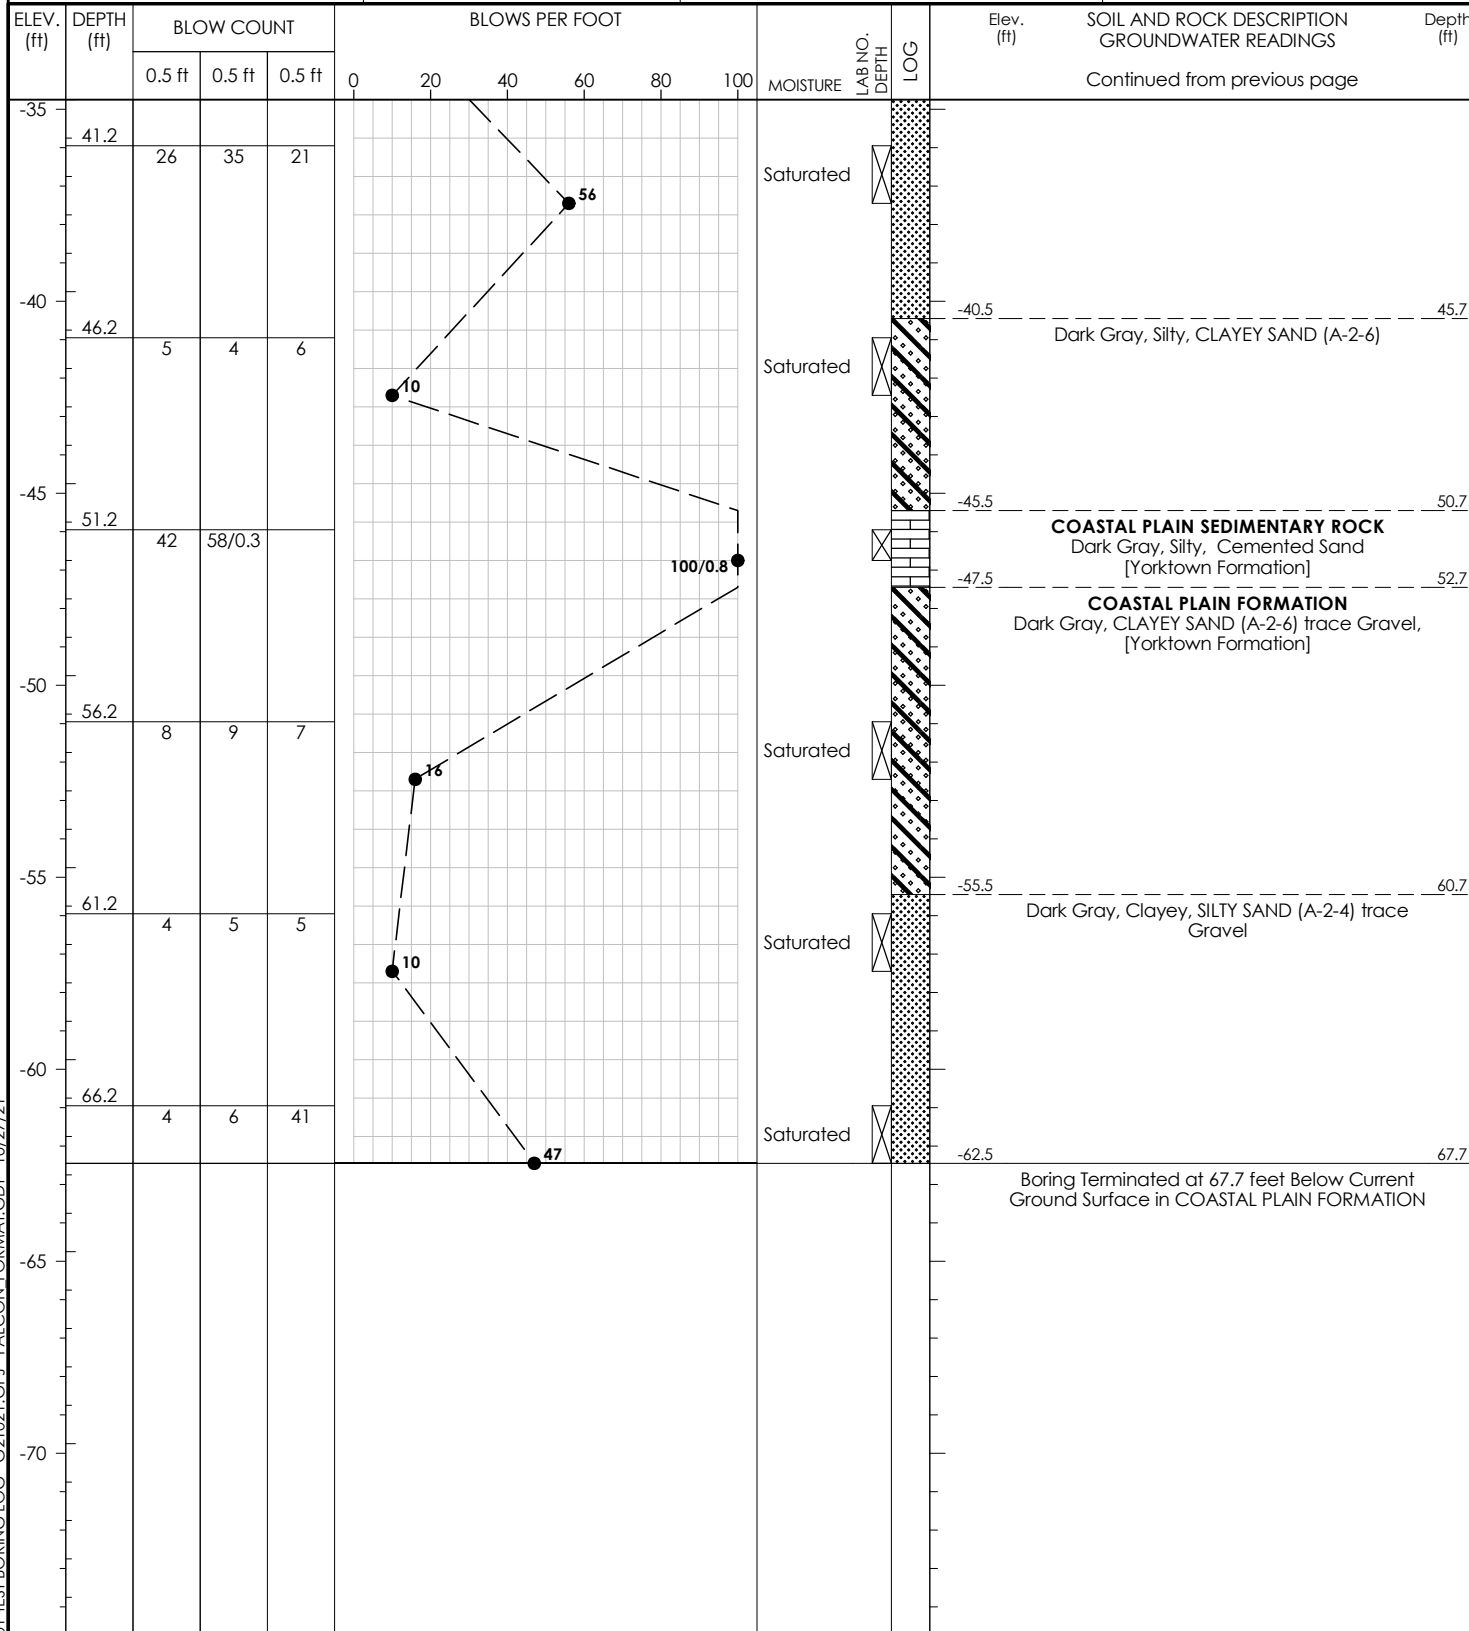 ELEV. (ft)
DEPTH (ft)
BLOW COUNT
0.5 ft 0.5 ft 0.5 ft
BLOWS PER FOOT
0 20 40 60 80 100
MOISTURE
LAB NO. DEPTH
LOG
Elev. (ft)
SOIL AND ROCK DESCRIPTION
GROUNDWATER READINGS
Depth (ft)
Continued from previous page
-35
41.2
26 35 21
56
Saturated
-40
-40.5 45.7
46.2
5 4 6
10
Saturated
Dark Gray, Silty, CLAYEY SAND (A-2-6)
-45
-45.5 50.7
51.2
42 58/0.3
100/0.8
COASTAL PLAIN SEDIMENTARY ROCK
Dark Gray, Silty, Cemented Sand
[Yorktown Formation]
-47.5 52.7
COASTAL PLAIN FORMATION
Dark Gray, CLAYEY SAND (A-2-6) trace Gravel,
[Yorktown Formation]
-50
56.2
8 9 7
16
Saturated
-55
-55.5 60.7
61.2
4 5 5
10
Saturated
Dark Gray, Clayey, SILTY SAND (A-2-4) trace
Gravel
-60
66.2
4 6 41
47
Saturated
-62.5 67.7
Boring Terminated at 67.7 feet Below Current
Ground Surface in COASTAL PLAIN FORMATION
-65
-70